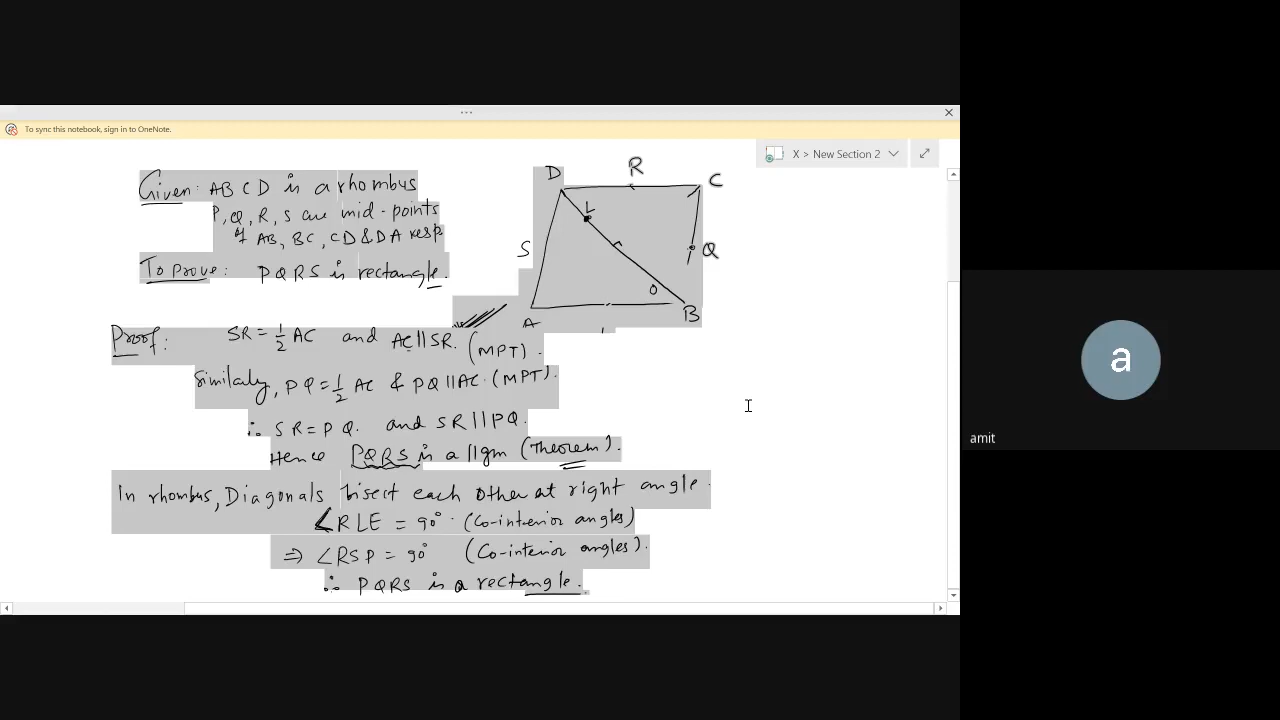 To sync this notebook, sign in to OneNote.
X > New Section 2
Given: ABCD is a rhombus
P, Q, R, S are mid-points
of AB, BC, CD & DA resp
To prove: PQRS is rectangle.
D
R
C
L
S
Q
O
A
B
Proof: SR = 1/2 AC and AC || SR. (MPT).
Similarly, PQ = 1/2 AC & PQ || AC. (MPT).
∴ SR = PQ. and SR || PQ.
Hence PQRS is a ||gm (Theorem).
In rhombus, Diagonals bisect each other at right angle.
∠RLE = 90°. (Co-interior angles)
⇒ ∠RSP = 90° (Co-interior angles).
∴ PQRS is a rectangle.
a
amit